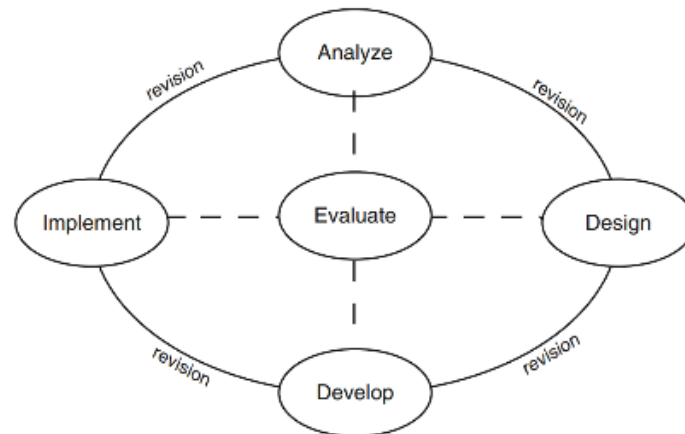 Analyze
revision
revision
Implement
Evaluate
Design
revision
revision
Develop